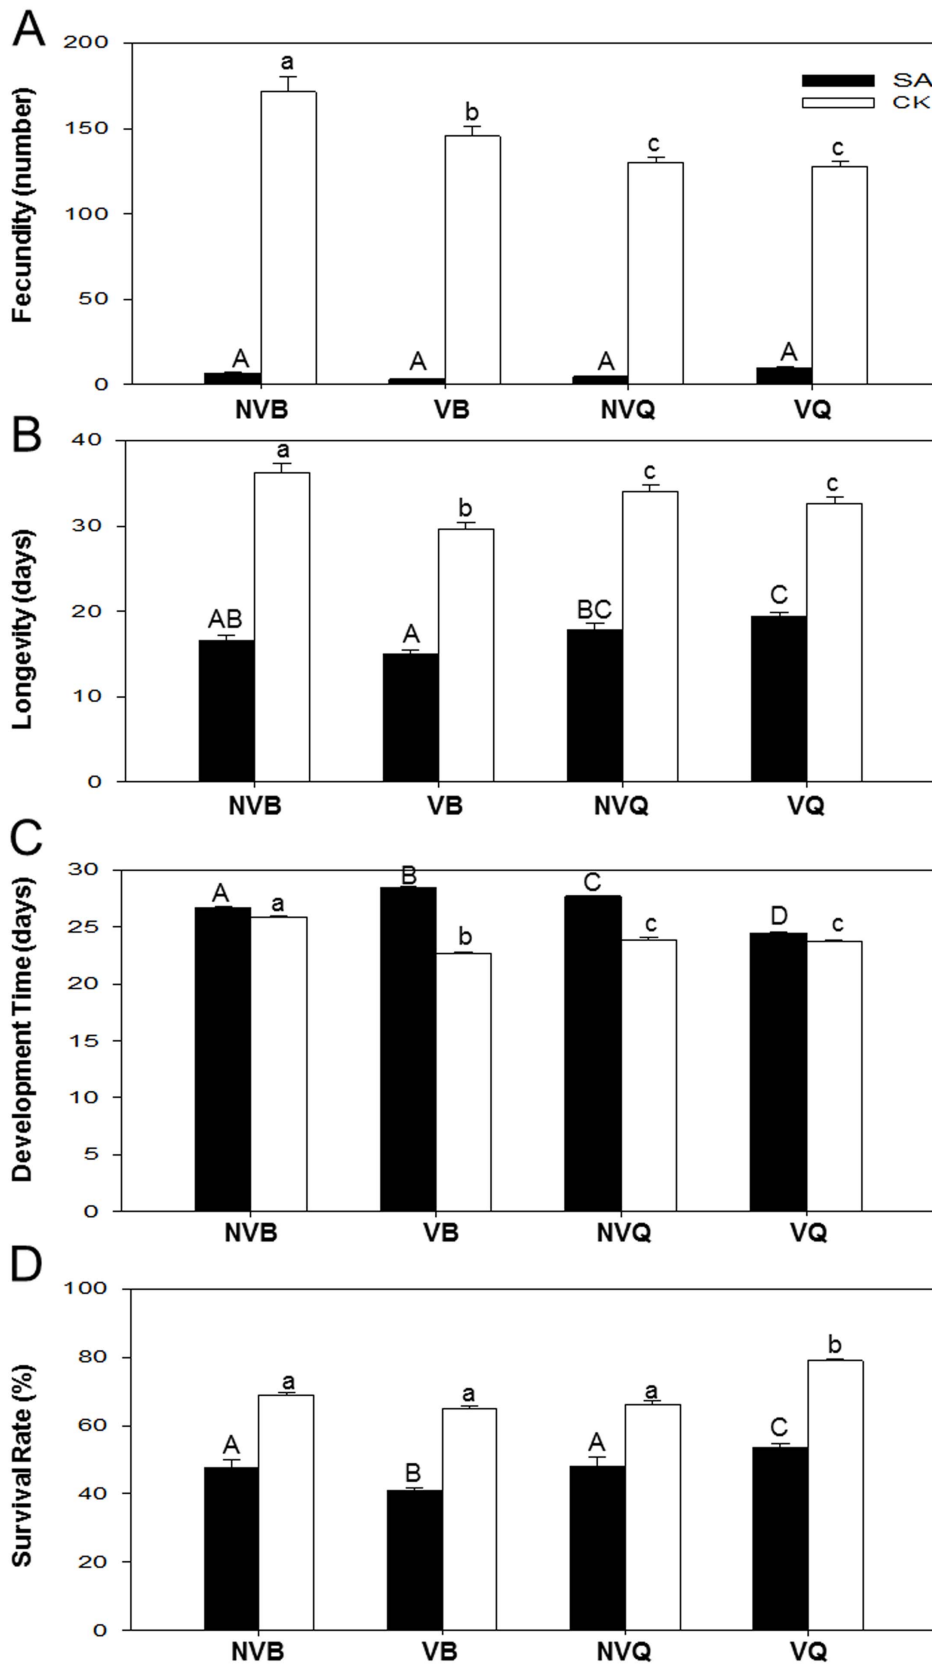 A
Fecundity (number)
200
150
100
50
0
a
b
c
c
A
A
A
A
SA
CK
NVB VB NVQ VQ
B
Longevity (days)
40
30
20
10
0
a
b
c
c
AB
A
BC
C
NVB VB NVQ VQ
C
Development Time (days)
30
25
20
15
10
5
0
A
a
B
b
C
c
D
c
NVB VB NVQ VQ
D
Survival Rate (%)
100
80
60
40
20
0
A
a
B
a
A
a
C
b
NVB VB NVQ VQ